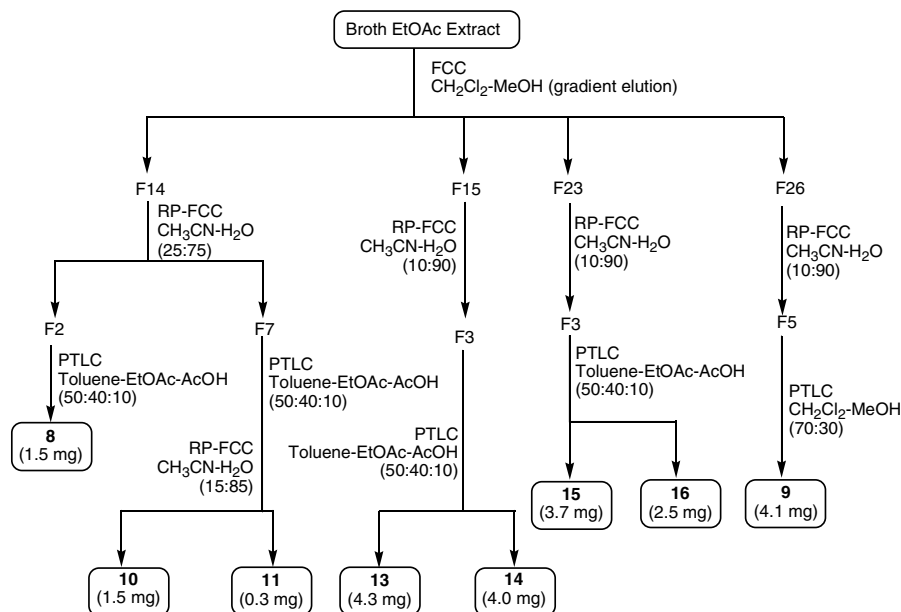 Broth EtOAc Extract
FCC
CH2Cl2-MeOH (gradient elution)
F14
F15
F23
F26
RP-FCC
CH3CN-H2O
(25:75)
RP-FCC
CH3CN-H2O
(10:90)
RP-FCC
CH3CN-H2O
(10:90)
RP-FCC
CH3CN-H2O
(10:90)
F2
F7
F3
F3
F5
PTLC
Toluene-EtOAc-AcOH
(50:40:10)
PTLC
Toluene-EtOAc-AcOH
(50:40:10)
PTLC
Toluene-EtOAc-AcOH
(50:40:10)
PTLC
Toluene-EtOAc-AcOH
(50:40:10)
PTLC
CH2Cl2-MeOH
(70:30)
8
(1.5 mg)
RP-FCC
CH3CN-H2O
(15:85)
15
(3.7 mg)
16
(2.5 mg)
9
(4.1 mg)
10
(1.5 mg)
11
(0.3 mg)
13
(4.3 mg)
14
(4.0 mg)